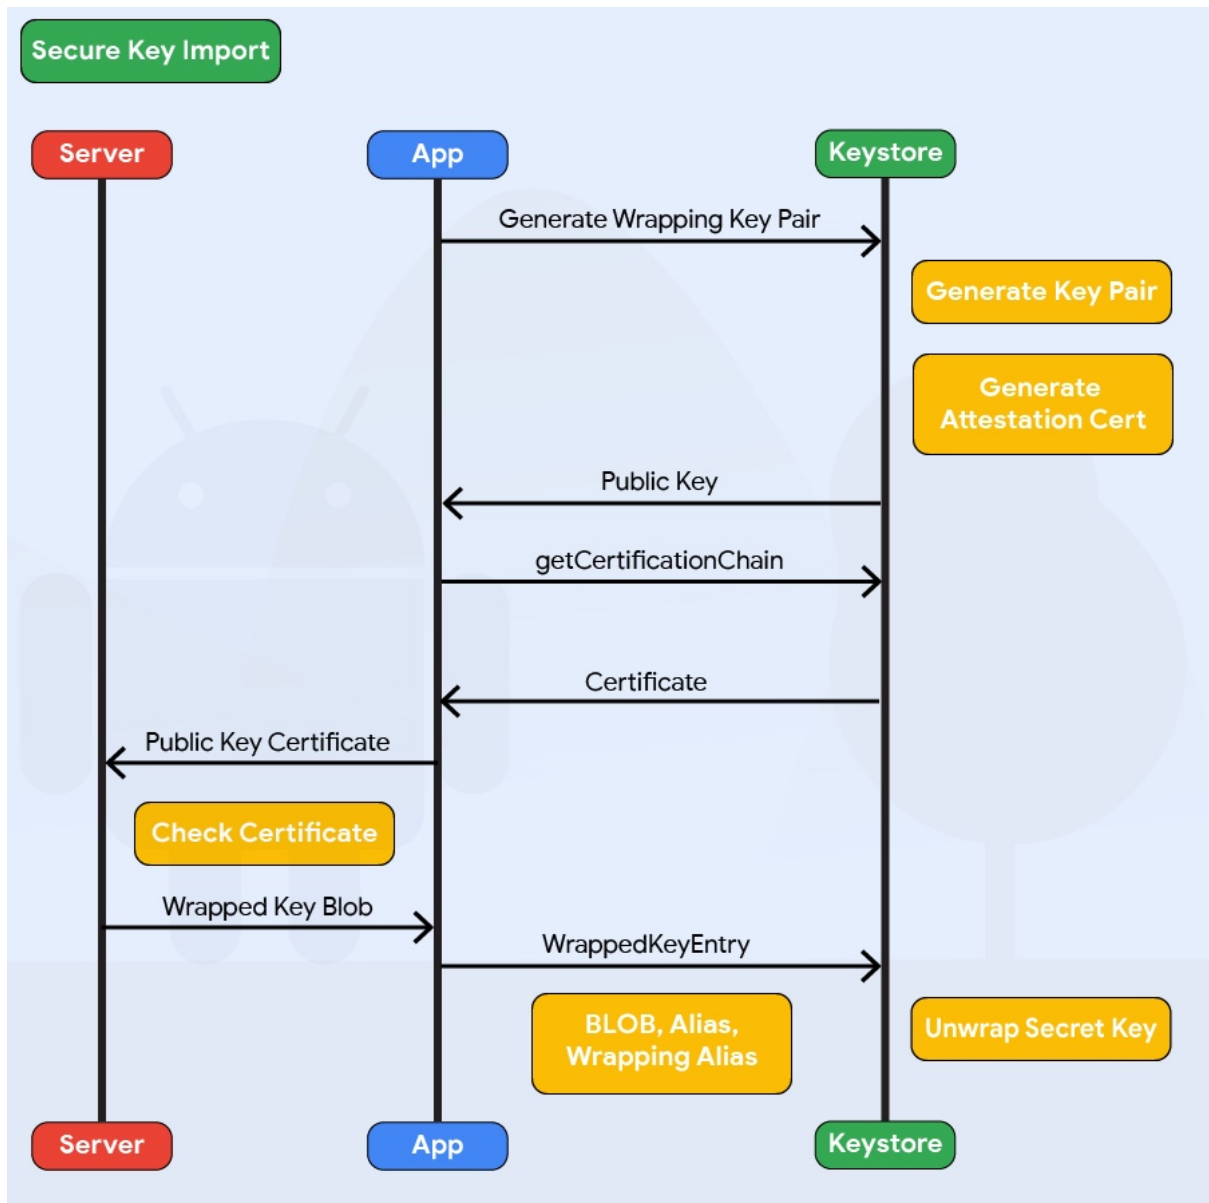 Secure Key Import
Server
App
Keystore
Generate Wrapping Key Pair
Generate Key Pair
Generate
Attestation Cert
Public Key
getCertificationChain
Certificate
Public Key Certificate
Check Certificate
Wrapped Key Blob
WrappedKeyEntry
BLOB, Alias,
Wrapping Alias
Unwrap Secret Key
Server
App
Keystore